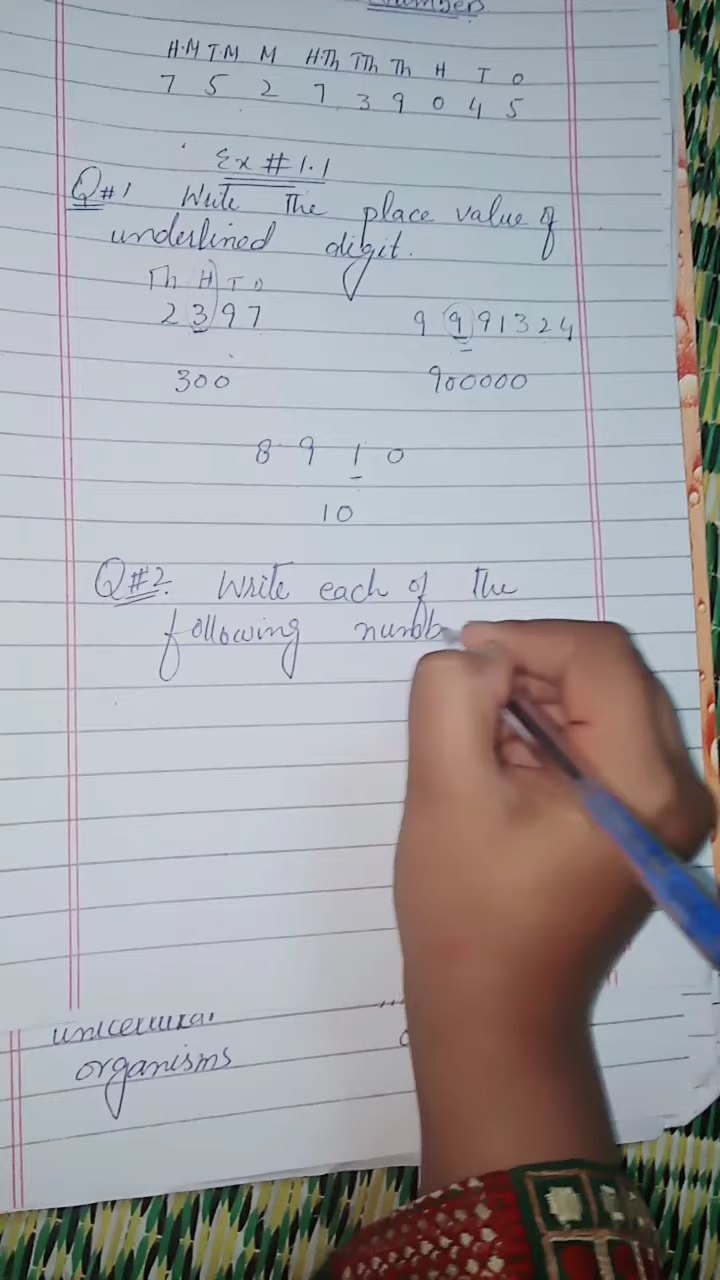 H.M T.M M H.Th TTh Th H T O
7 5 2 7 3 9 0 4 5
Ex # 1.1
Q#1 Write The place value of
underlined digit.
Th H T O
2 3 9 7 9 9 9 1 3 2 4
300 900000
8 9 1 0
10
Q#2. Write each of The
following numb
organisms